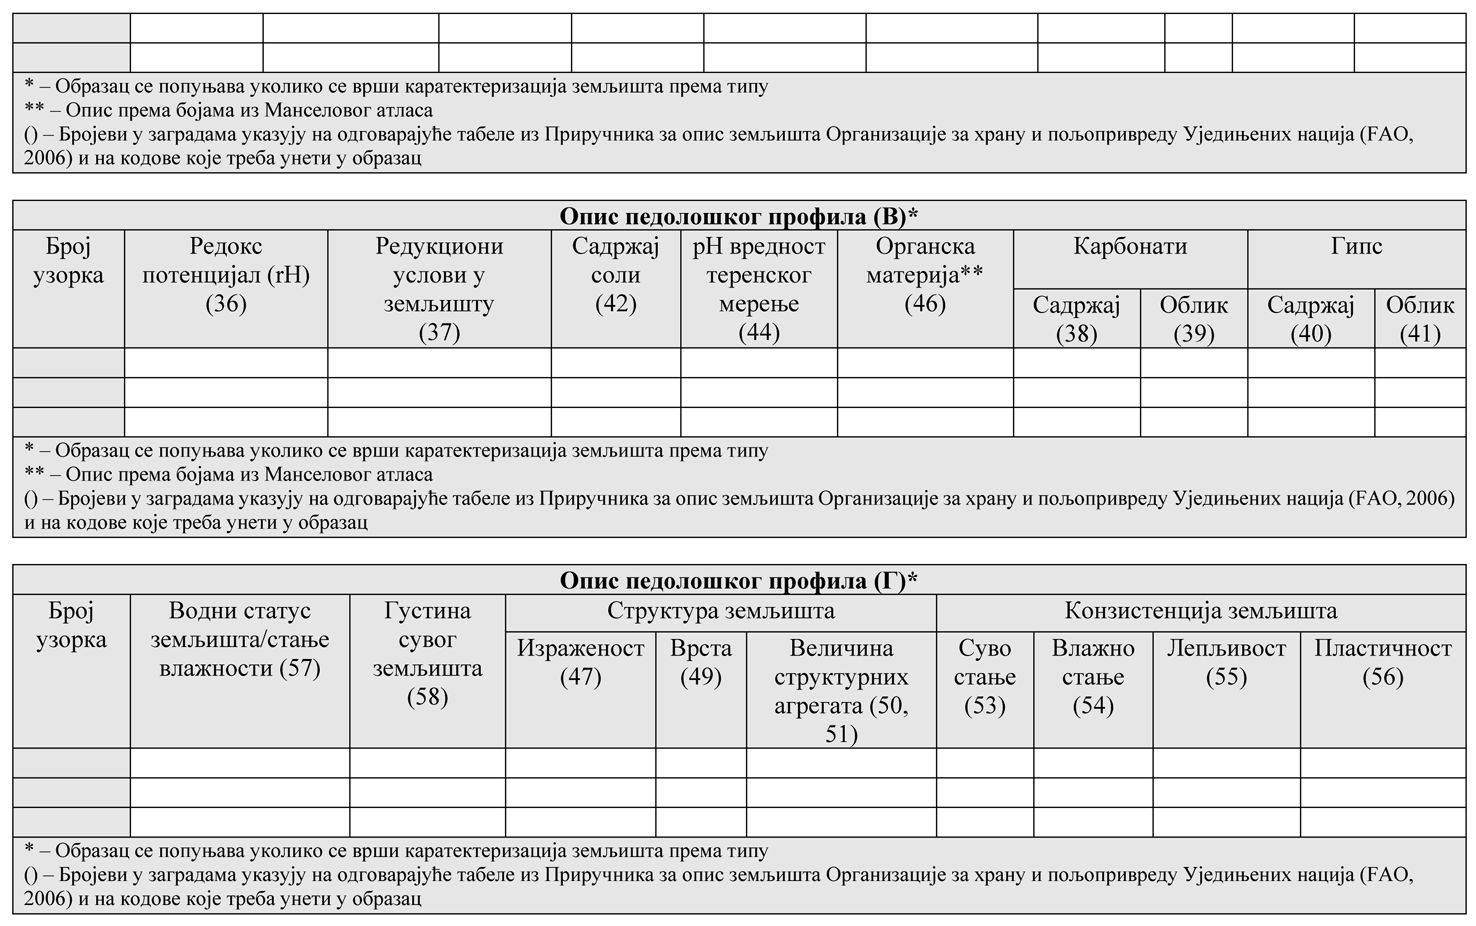 * – Образац се попуњава уколико се врши каратектеризација земљишта према типу
** – Опис према бојама из Манселовог атласа
() – Бројеви у заградама указују на одговарајуће табеле из Приручника за опис земљишта Организације за храну и пољопривреду Уједињених нација (FAO,
2006) и на кодове које треба унети у образац
Опис педолошког профила (В)*
Број
узорка
Редокс
потенцијал (rH)
(36)
Редукциони
услови у
земљишту
(37)
Садржај
соли
(42)
pH вредност
теренског
мерење
(44)
Органска
материја**
(46)
Карбонати
Садржај
(38)
Облик
(39)
Гипс
Садржај
(40)
Облик
(41)
* – Образац се попуњава уколико се врши каратектеризација земљишта према типу
** – Опис према бојама из Манселовог атласа
() – Бројеви у заградама указују на одговарајуће табеле из Приручника за опис земљишта Организације за храну и пољопривреду Уједињених нација (FAO, 2006)
и на кодове које треба унети у образац
Опис педолошког профила (Г)*
Број
узорка
Водни статус
земљишта/стање
влажности (57)
Густина
сувог
земљишта
(58)
Структура земљишта
Израженост
(47)
Врста
(49)
Величина
структурних
агрегата (50,
51)
Конзистенција земљишта
Суво
стање
(53)
Влажно
стање
(54)
Лепљивост
(55)
Пластичност
(56)
* – Образац се попуњава уколико се врши каратектеризација земљишта према типу
() – Бројеви у заградама указују на одговарајуће табеле из Приручника за опис земљишта Организације за храну и пољопривреду Уједињених нација (FAO,
2006) и на кодове које треба унети у образац